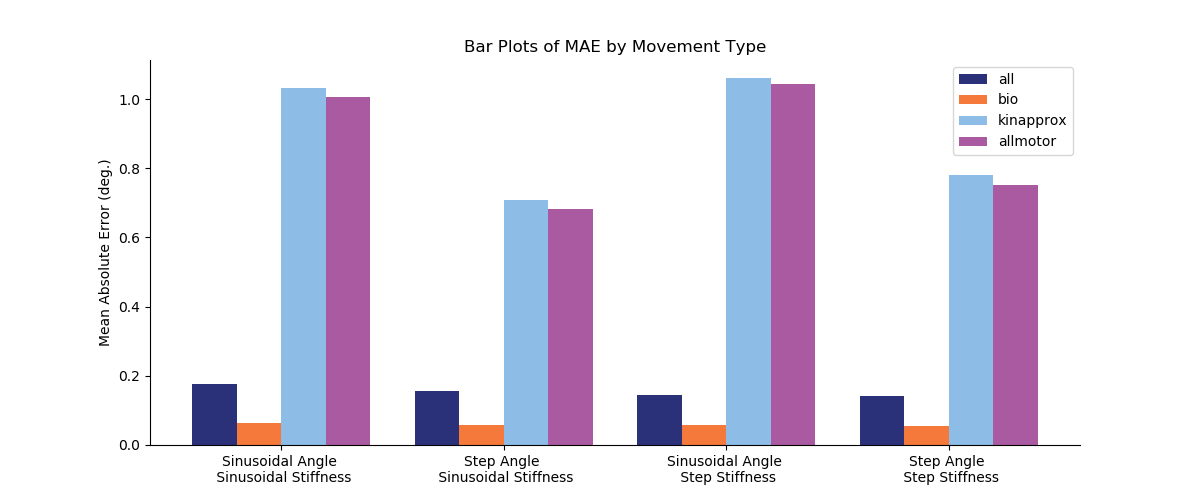 Bar Plots of MAE by Movement Type
Mean Absolute Error (deg.)
1.0
0.8
0.6
0.4
0.2
0.0
all
bio
kinapprox
allmotor
Sinusoidal Angle
Sinusoidal Stiffness
Step Angle
Sinusoidal Stiffness
Sinusoidal Angle
Step Stiffness
Step Angle
Step Stiffness